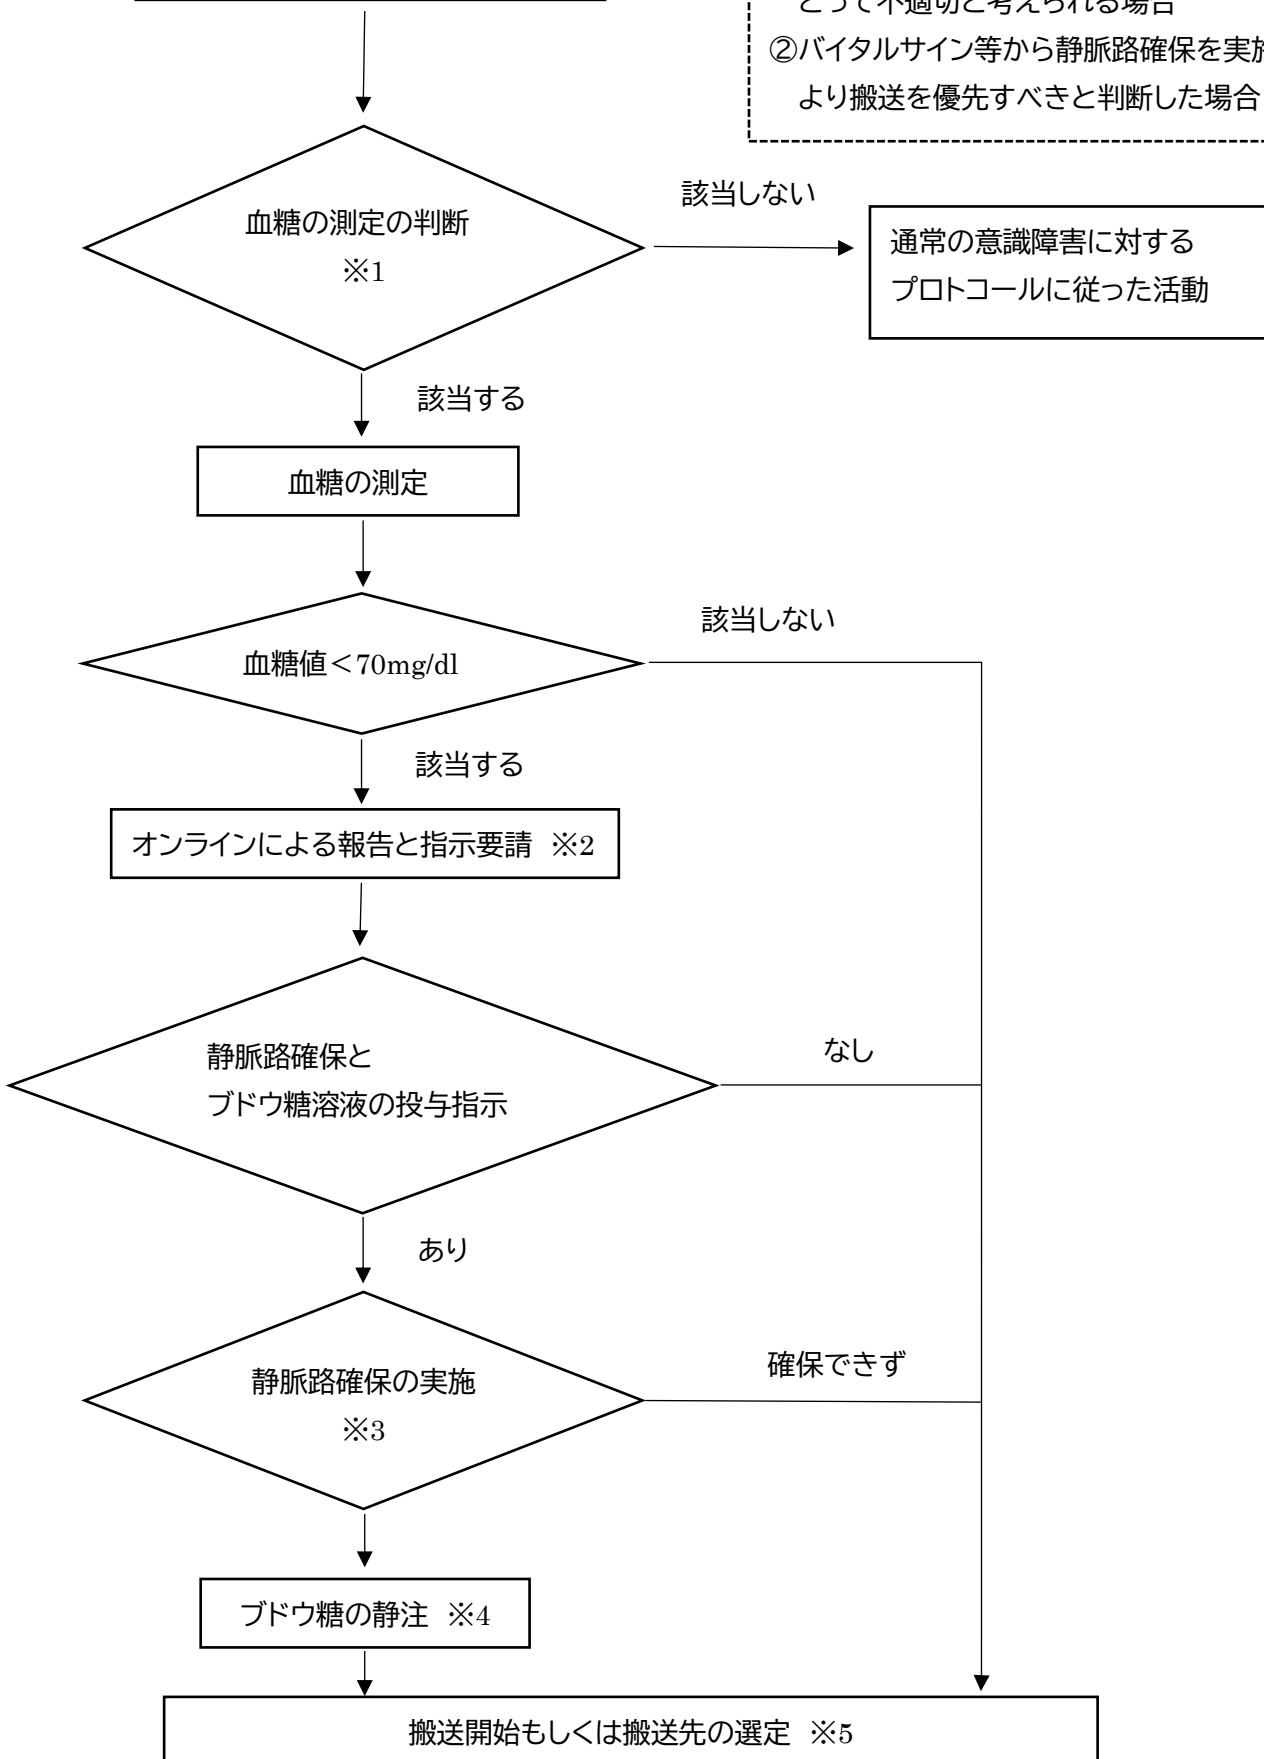 とって不適切と考えられる場合
②バイタルサイン等から静脈路確保を実施
より搬送を優先すべきと判断した場合
該当しない
血糖の測定の判断
※1
通常の意識障害に対する
プロトコールに従った活動
該当する
血糖の測定
該当しない
血糖値＜70mg/dl
該当する
オンラインによる報告と指示要請 ※2
なし
静脈路確保と
ブドウ糖溶液の投与指示
あり
確保できず
静脈路確保の実施
※3
ブドウ糖の静注 ※4
搬送開始もしくは搬送先の選定 ※5